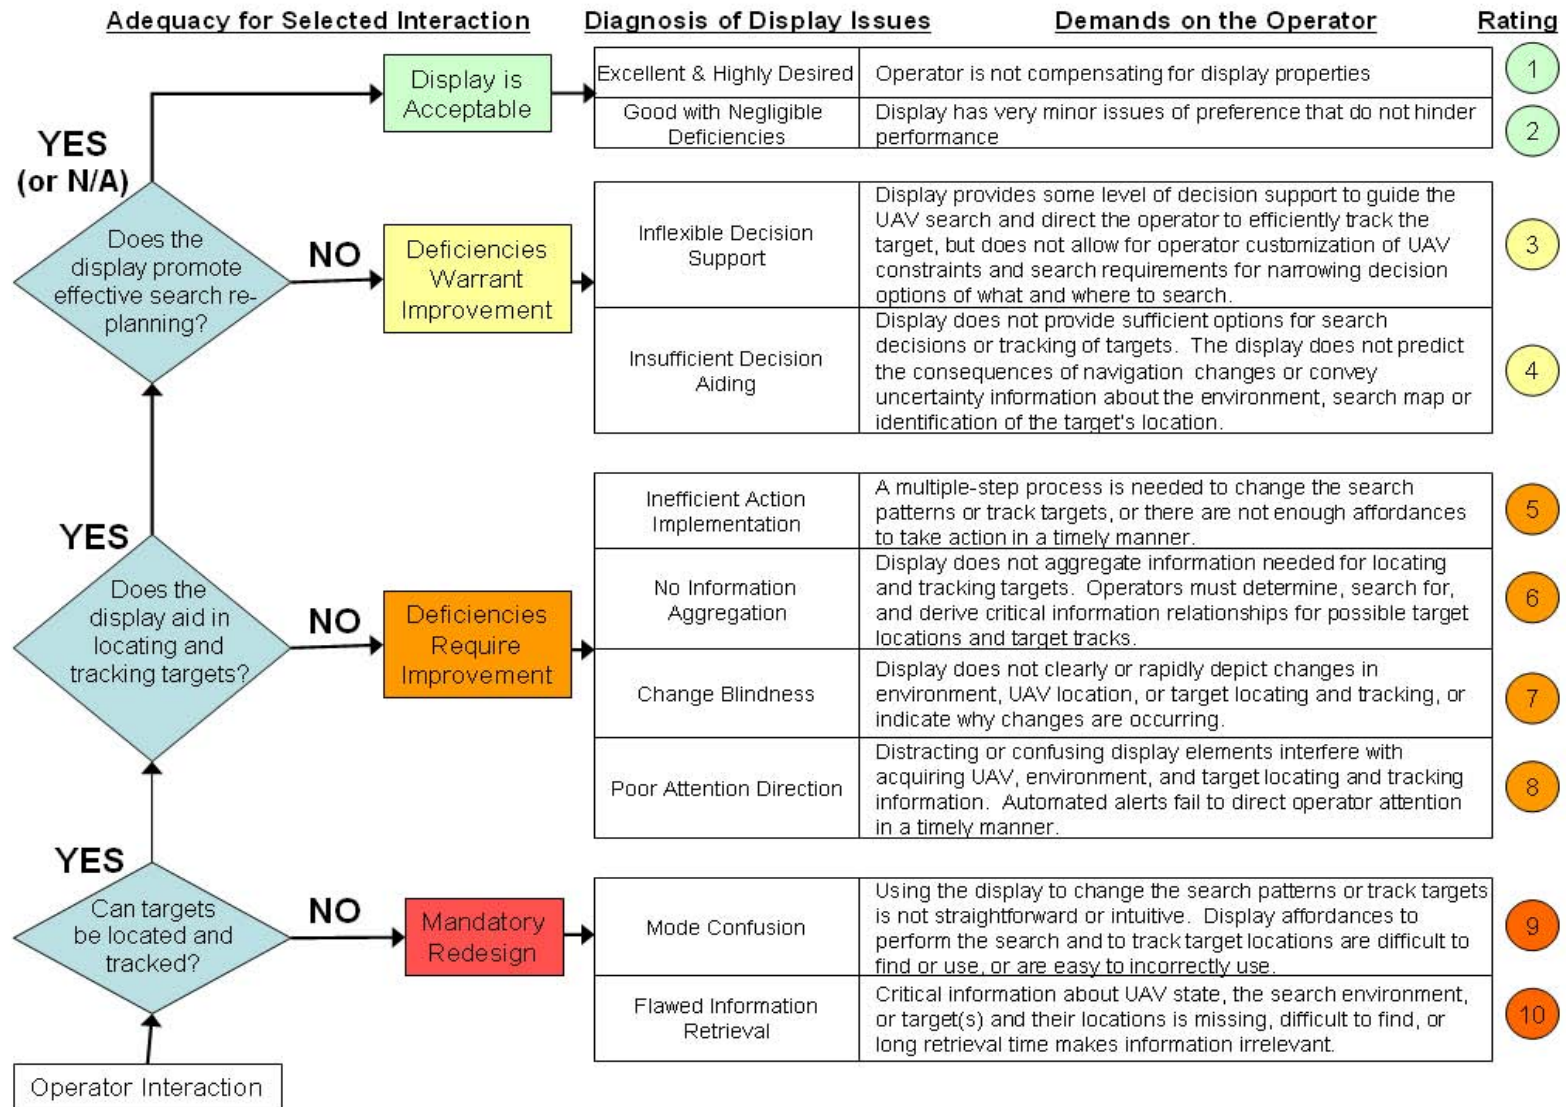 Adequacy for Selected Interaction
Diagnosis of Display Issues
Demands on the Operator
Rating
Display is
Acceptable
Excellent & Highly Desired
Operator is not compensating for display properties
1
Good with Negligible
Deficiencies
Display has very minor issues of preference that do not hinder
performance
2
YES
(or N/A)
Does the
display promote
effective search re-
planning?
NO
Deficiencies
Warrant
Improvement
Inflexible Decision
Support
Display provides some level of decision support to guide the
UAV search and direct the operator to efficiently track the
target, but does not allow for operator customization of UAV
constraints and search requirements for narrowing decision
options of what and where to search.
3
Insufficient Decision
Aiding
Display does not provide sufficient options for search
decisions or tracking of targets. The display does not predict
the consequences of navigation changes or convey
uncertainty information about the environment, search map or
identification of the target's location.
4
YES
Does the
display aid in
locating and
tracking targets?
NO
Deficiencies
Require
Improvement
Inefficient Action
Implementation
A multiple-step process is needed to change the search
patterns or track targets, or there are not enough affordances
to take action in a timely manner.
5
No Information
Aggregation
Display does not aggregate information needed for locating
and tracking targets. Operators must determine, search for,
and derive critical information relationships for possible target
locations and target tracks.
6
Change Blindness
Display does not clearly or rapidly depict changes in
environment, UAV location, or target locating and tracking, or
indicate why changes are occurring.
7
Poor Attention Direction
Distracting or confusing display elements interfere with
acquiring UAV, environment, and target locating and tracking
information. Automated alerts fail to direct operator attention
in a timely manner.
8
YES
Can targets
be located and
tracked?
NO
Mandatory
Redesign
Mode Confusion
Using the display to change the search patterns or track targets
is not straightforward or intuitive. Display affordances to
perform the search and to track target locations are difficult to
find or use, or are easy to incorrectly use.
9
Flawed Information
Retrieval
Critical information about UAV state, the search environment,
or target(s) and their locations is missing, difficult to find, or
long retrieval time makes information irrelevant.
10
Operator Interaction